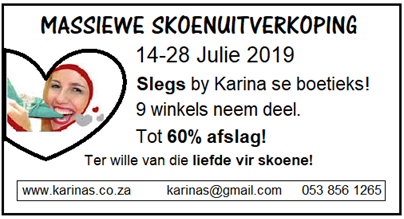 MASSIEWE SKOENUITVERKOPING
14-28 Julie 2019
Slegs by Karina se boetieks!
9 winkels neem deel.
Tot 60% afslag!
Ter wille van die liefde vir skoene!
www.karinas.co.za karinas@gmail.com 053 856 1265